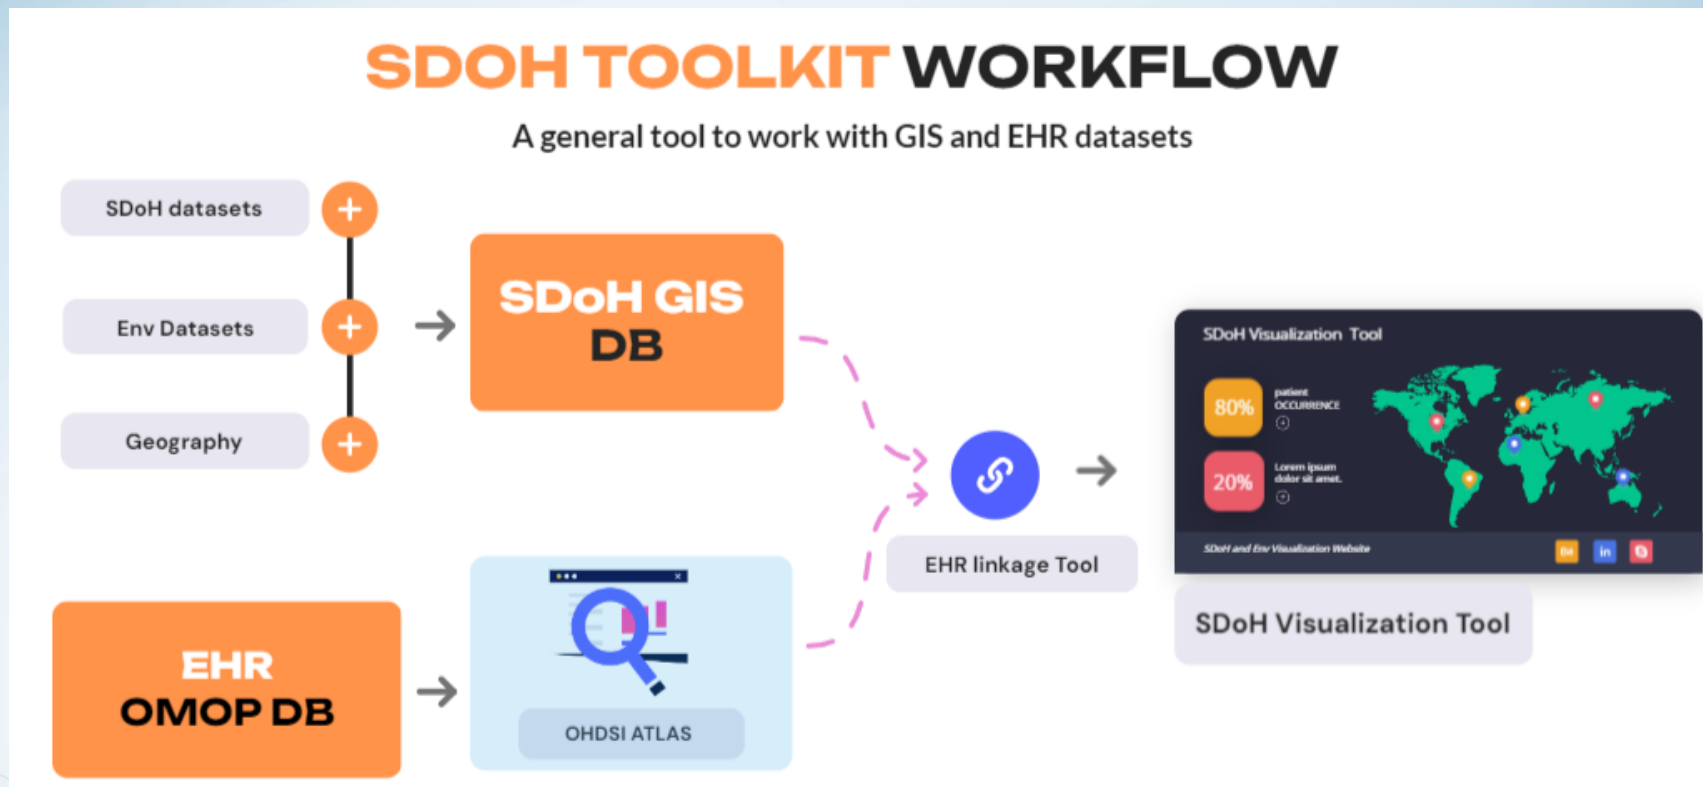 SDOH TOOLKIT WORKFLOW
A general tool to work with GIS and EHR datasets
SDoH datasets
Env Datasets
Geography
SDoH GIS
DB
EHR
OMOP DB
OHDSI ATLAS
EHR linkage Tool
SDoH Visualization Tool
80%
patient
OCCURRENCE
20%
Lorem ipsum
dolor sit amet.
SDoH and Env Visualization Website
in
SDoH Visualization Tool